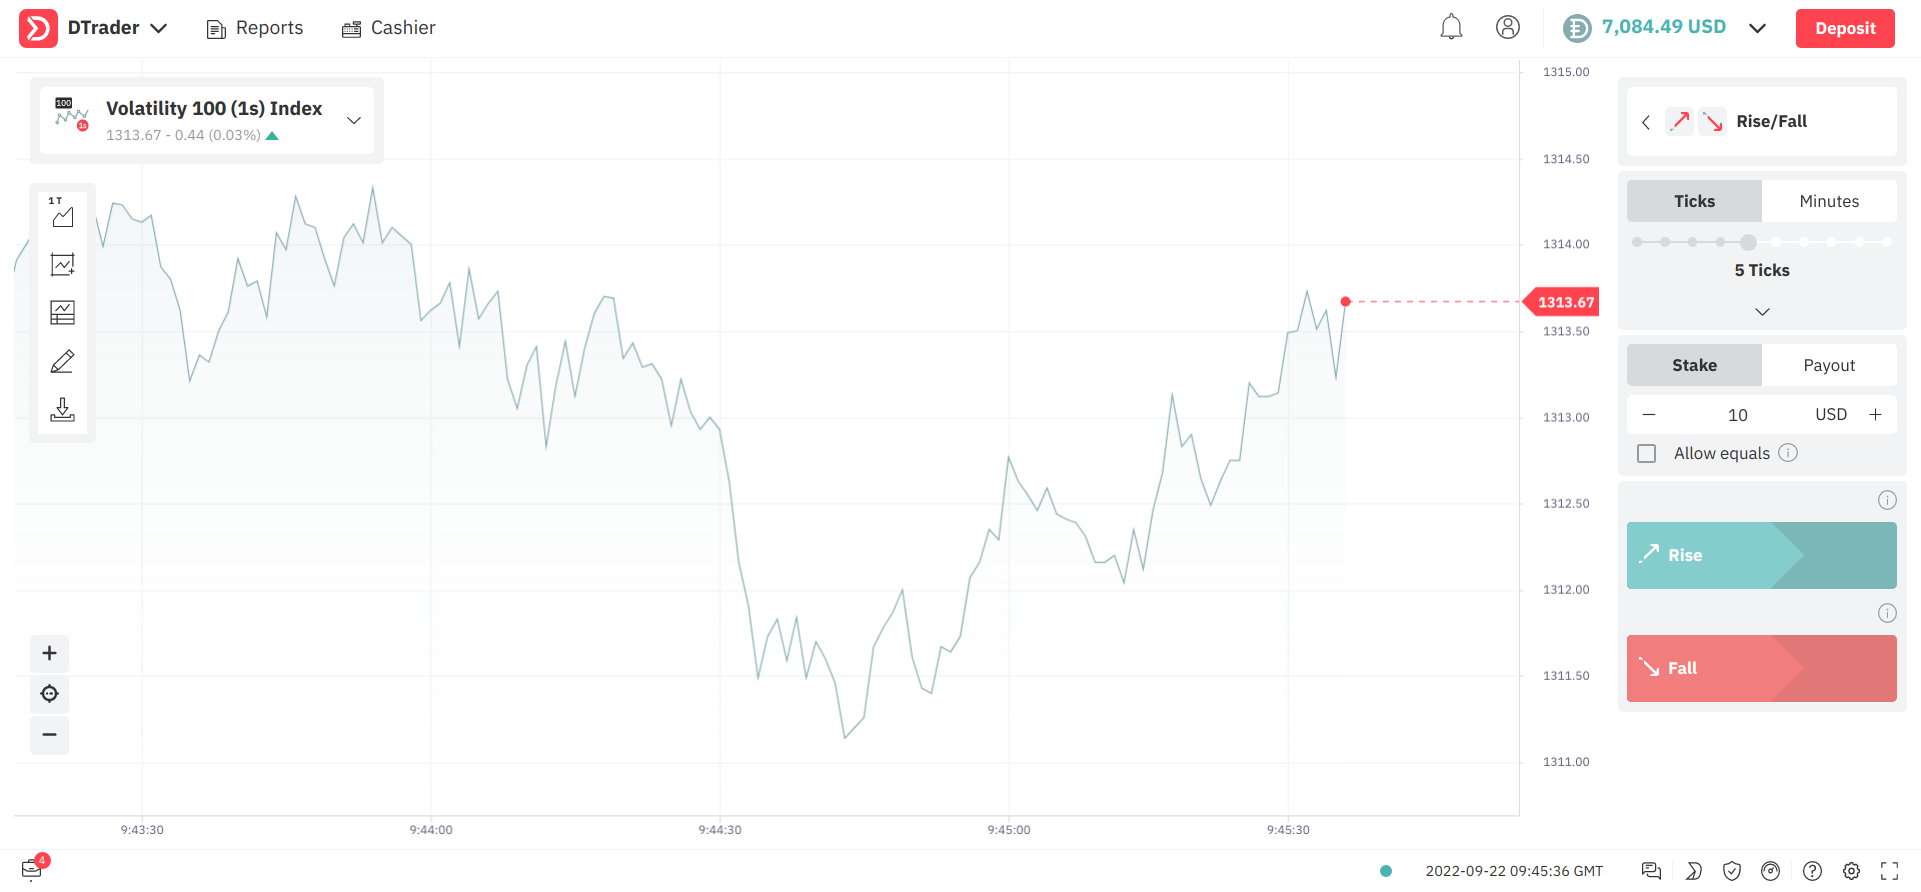 DTrader
Reports
Cashier
7,084.49 USD
Deposit
100
1s
Volatility 100 (1s) Index
1313.67 - 0.44 (0.03%)
1 T
1315.00
1314.50
1314.00
1313.67
1313.50
1313.00
1312.50
1312.00
1311.50
1311.00
9:43:30
9:44:00
9:44:30
9:45:00
9:45:30
Rise/Fall
Ticks
Minutes
5 Ticks
Stake
Payout
10
USD
Allow equals
Rise
Fall
4
2022-09-22 09:45:36 GMT